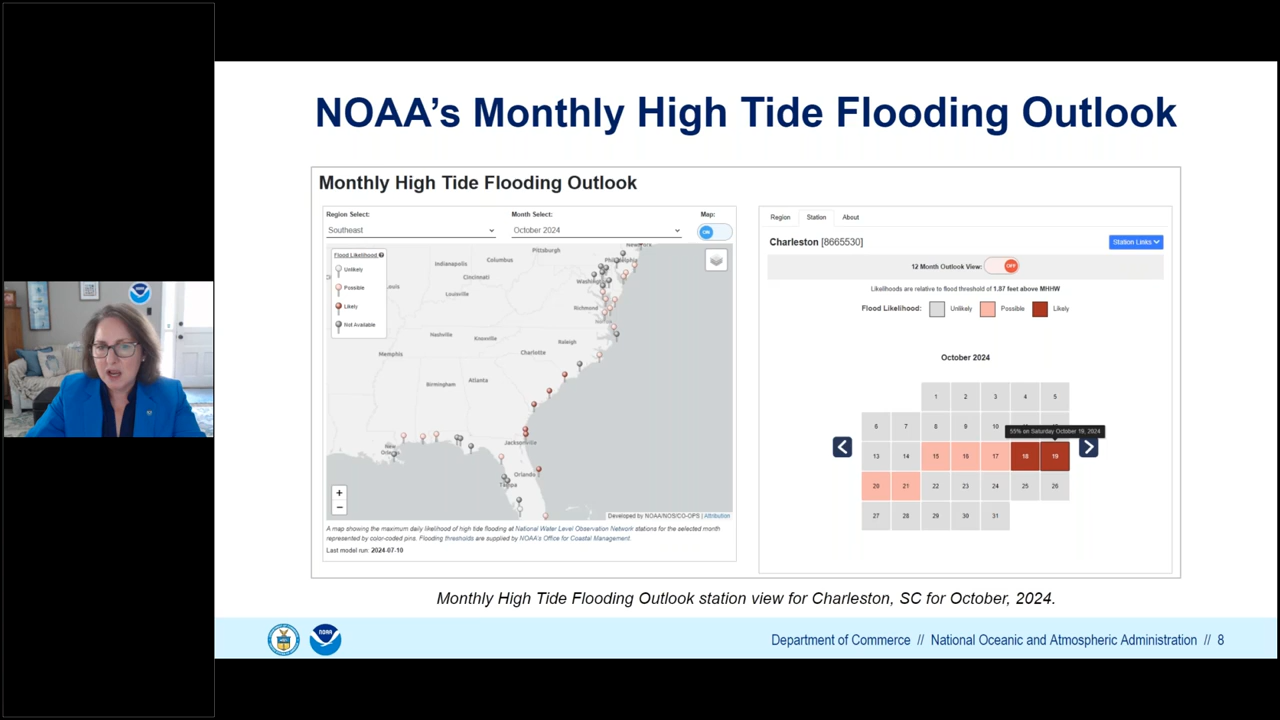 NOAA's Monthly High Tide Flooding Outlook
Monthly High Tide Flooding Outlook
Region Select:
Month Select:
Map:
Southeast
October 2024
ON
Flood Likelihood
Unlikely
Possible
Likely
Not Available
Pittsburgh
Columbus
Indianapolis
Cincinnati
Louisville
Richmond
Nashville
Knoxville
Raleigh
Charlotte
Memphis
Atlanta
Birmingham
Jacksonville
Orlando
Tampa
+
−
Developed by NOAA/NOS/CO-OPS | Attribution
A map showing the maximum daily likelihood of high tide flooding at National Water Level Observation Network stations for the selected month
represented by color-coded pins. Flooding thresholds are supplied by NOAA's Office for Coastal Management.
Last model run: 2024-07-10
Region Station About
Charleston [8665530]
Station Links
12 Month Outlook View: OFF
Likelihoods are relative to flood threshold of 1.87 feet above MHHW
Flood Likelihood: Unlikely Possible Likely
October 2024
1 2 3 4 5
6 7 8 9 10
55% on Saturday October 19, 2024
13 14 15 16 17 18 19
20 21 22 23 24 25 26
27 28 29 30 31
Monthly High Tide Flooding Outlook station view for Charleston, SC for October, 2024.
NOAA
Department of Commerce // National Oceanic and Atmospheric Administration // 8